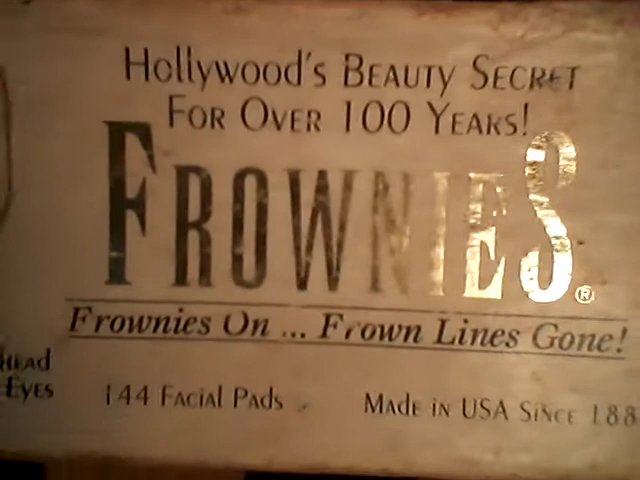 Hollywood's Beauty Secret
For Over 100 Years!
FROWNIES®
Frownies On ... Frown Lines Gone!
Eyes
144 Facial Pads
Made in USA Since 188